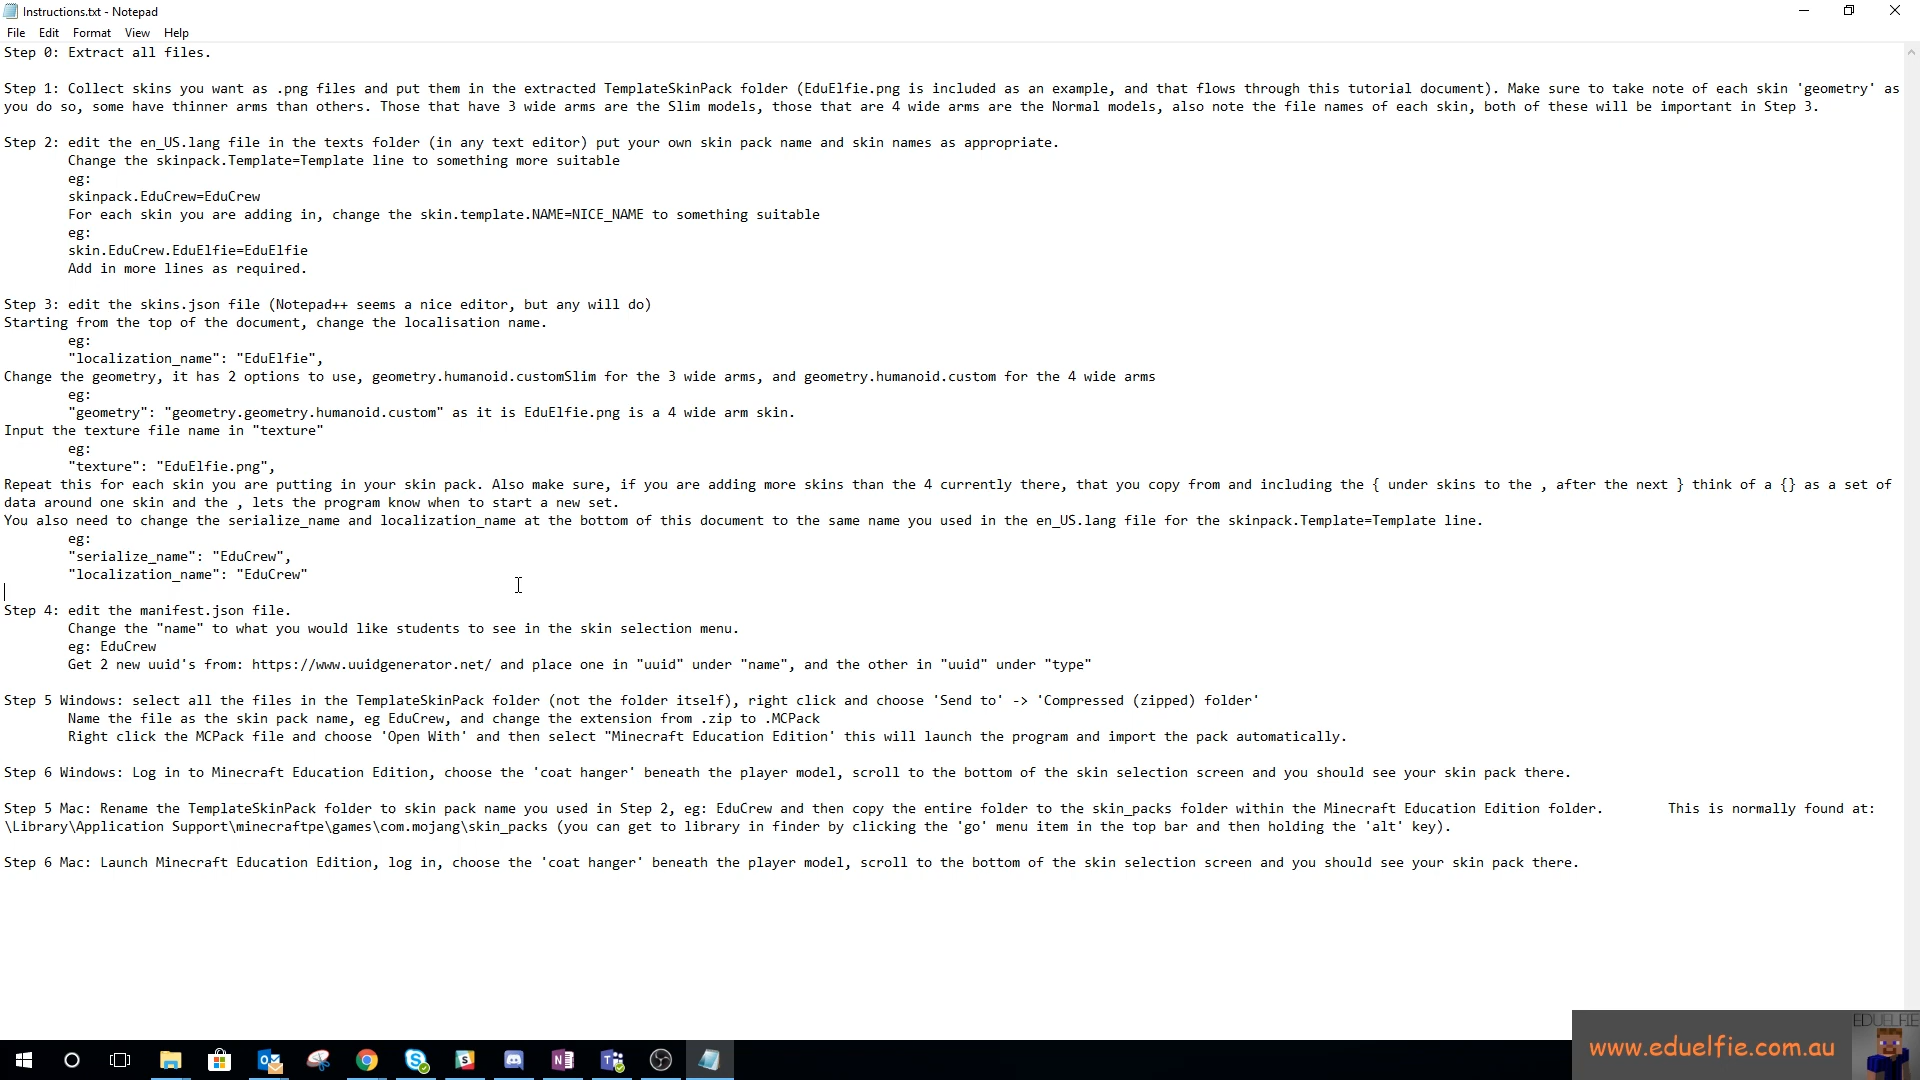 Instructions.txt - Notepad
File Edit Format View Help
Step 0: Extract all files.
Step 1: Collect skins you want as .png files and put them in the extracted TemplateSkinPack folder (EduElfie.png is included as an example, and that flows through this tutorial document). Make sure to take note of each skin 'geometry' as
you do so, some have thinner arms than others. Those that have 3 wide arms are the Slim models, those that are 4 wide arms are the Normal models, also note the file names of each skin, both of these will be important in Step 3.
Step 2: edit the en_US.lang file in the texts folder (in any text editor) put your own skin pack name and skin names as appropriate.
Change the skinpack.Template=Template line to something more suitable
eg:
skinpack.EduCrew=EduCrew
For each skin you are adding in, change the skin.template.NAME=NICE_NAME to something suitable
eg:
skin.EduCrew.EduElfie=EduElfie
Add in more lines as required.
Step 3: edit the skins.json file (Notepad++ seems a nice editor, but any will do)
Starting from the top of the document, change the localisation name.
eg:
"localization_name": "EduElfie",
Change the geometry, it has 2 options to use, geometry.humanoid.customSlim for the 3 wide arms, and geometry.humanoid.custom for the 4 wide arms
eg:
"geometry": "geometry.geometry.humanoid.custom" as it is EduElfie.png is a 4 wide arm skin.
Input the texture file name in "texture"
eg:
"texture": "EduElfie.png",
Repeat this for each skin you are putting in your skin pack. Also make sure, if you are adding more skins than the 4 currently there, that you copy from and including the { under skins to the , after the next } think of a {} as a set of
data around one skin and the , lets the program know when to start a new set.
You also need to change the serialize_name and localization_name at the bottom of this document to the same name you used in the en_US.lang file for the skinpack.Template=Template line.
eg:
"serialize_name": "EduCrew",
"localization_name": "EduCrew"
Step 4: edit the manifest.json file.
Change the "name" to what you would like students to see in the skin selection menu.
eg: EduCrew
Get 2 new uuid's from: https://www.uuidgenerator.net/ and place one in "uuid" under "name", and the other in "uuid" under "type"
Step 5 Windows: select all the files in the TemplateSkinPack folder (not the folder itself), right click and choose 'Send to' -> 'Compressed (zipped) folder'
Name the file as the skin pack name, eg EduCrew, and change the extension from .zip to .MCPack
Right click the MCPack file and choose 'Open With' and then select "Minecraft Education Edition' this will launch the program and import the pack automatically.
Step 6 Windows: Log in to Minecraft Education Edition, choose the 'coat hanger' beneath the player model, scroll to the bottom of the skin selection screen and you should see your skin pack there.
Step 5 Mac: Rename the TemplateSkinPack folder to skin pack name you used in Step 2, eg: EduCrew and then copy the entire folder to the skin_packs folder within the Minecraft Education Edition folder. This is normally found at:
\Library\Application Support\minecraftpe\games\com.mojang\skin_packs (you can get to library in finder by clicking the 'go' menu item in the top bar and then holding the 'alt' key).
Step 6 Mac: Launch Minecraft Education Edition, log in, choose the 'coat hanger' beneath the player model, scroll to the bottom of the skin selection screen and you should see your skin pack there.
EDUELFIE
www.eduelfie.com.au